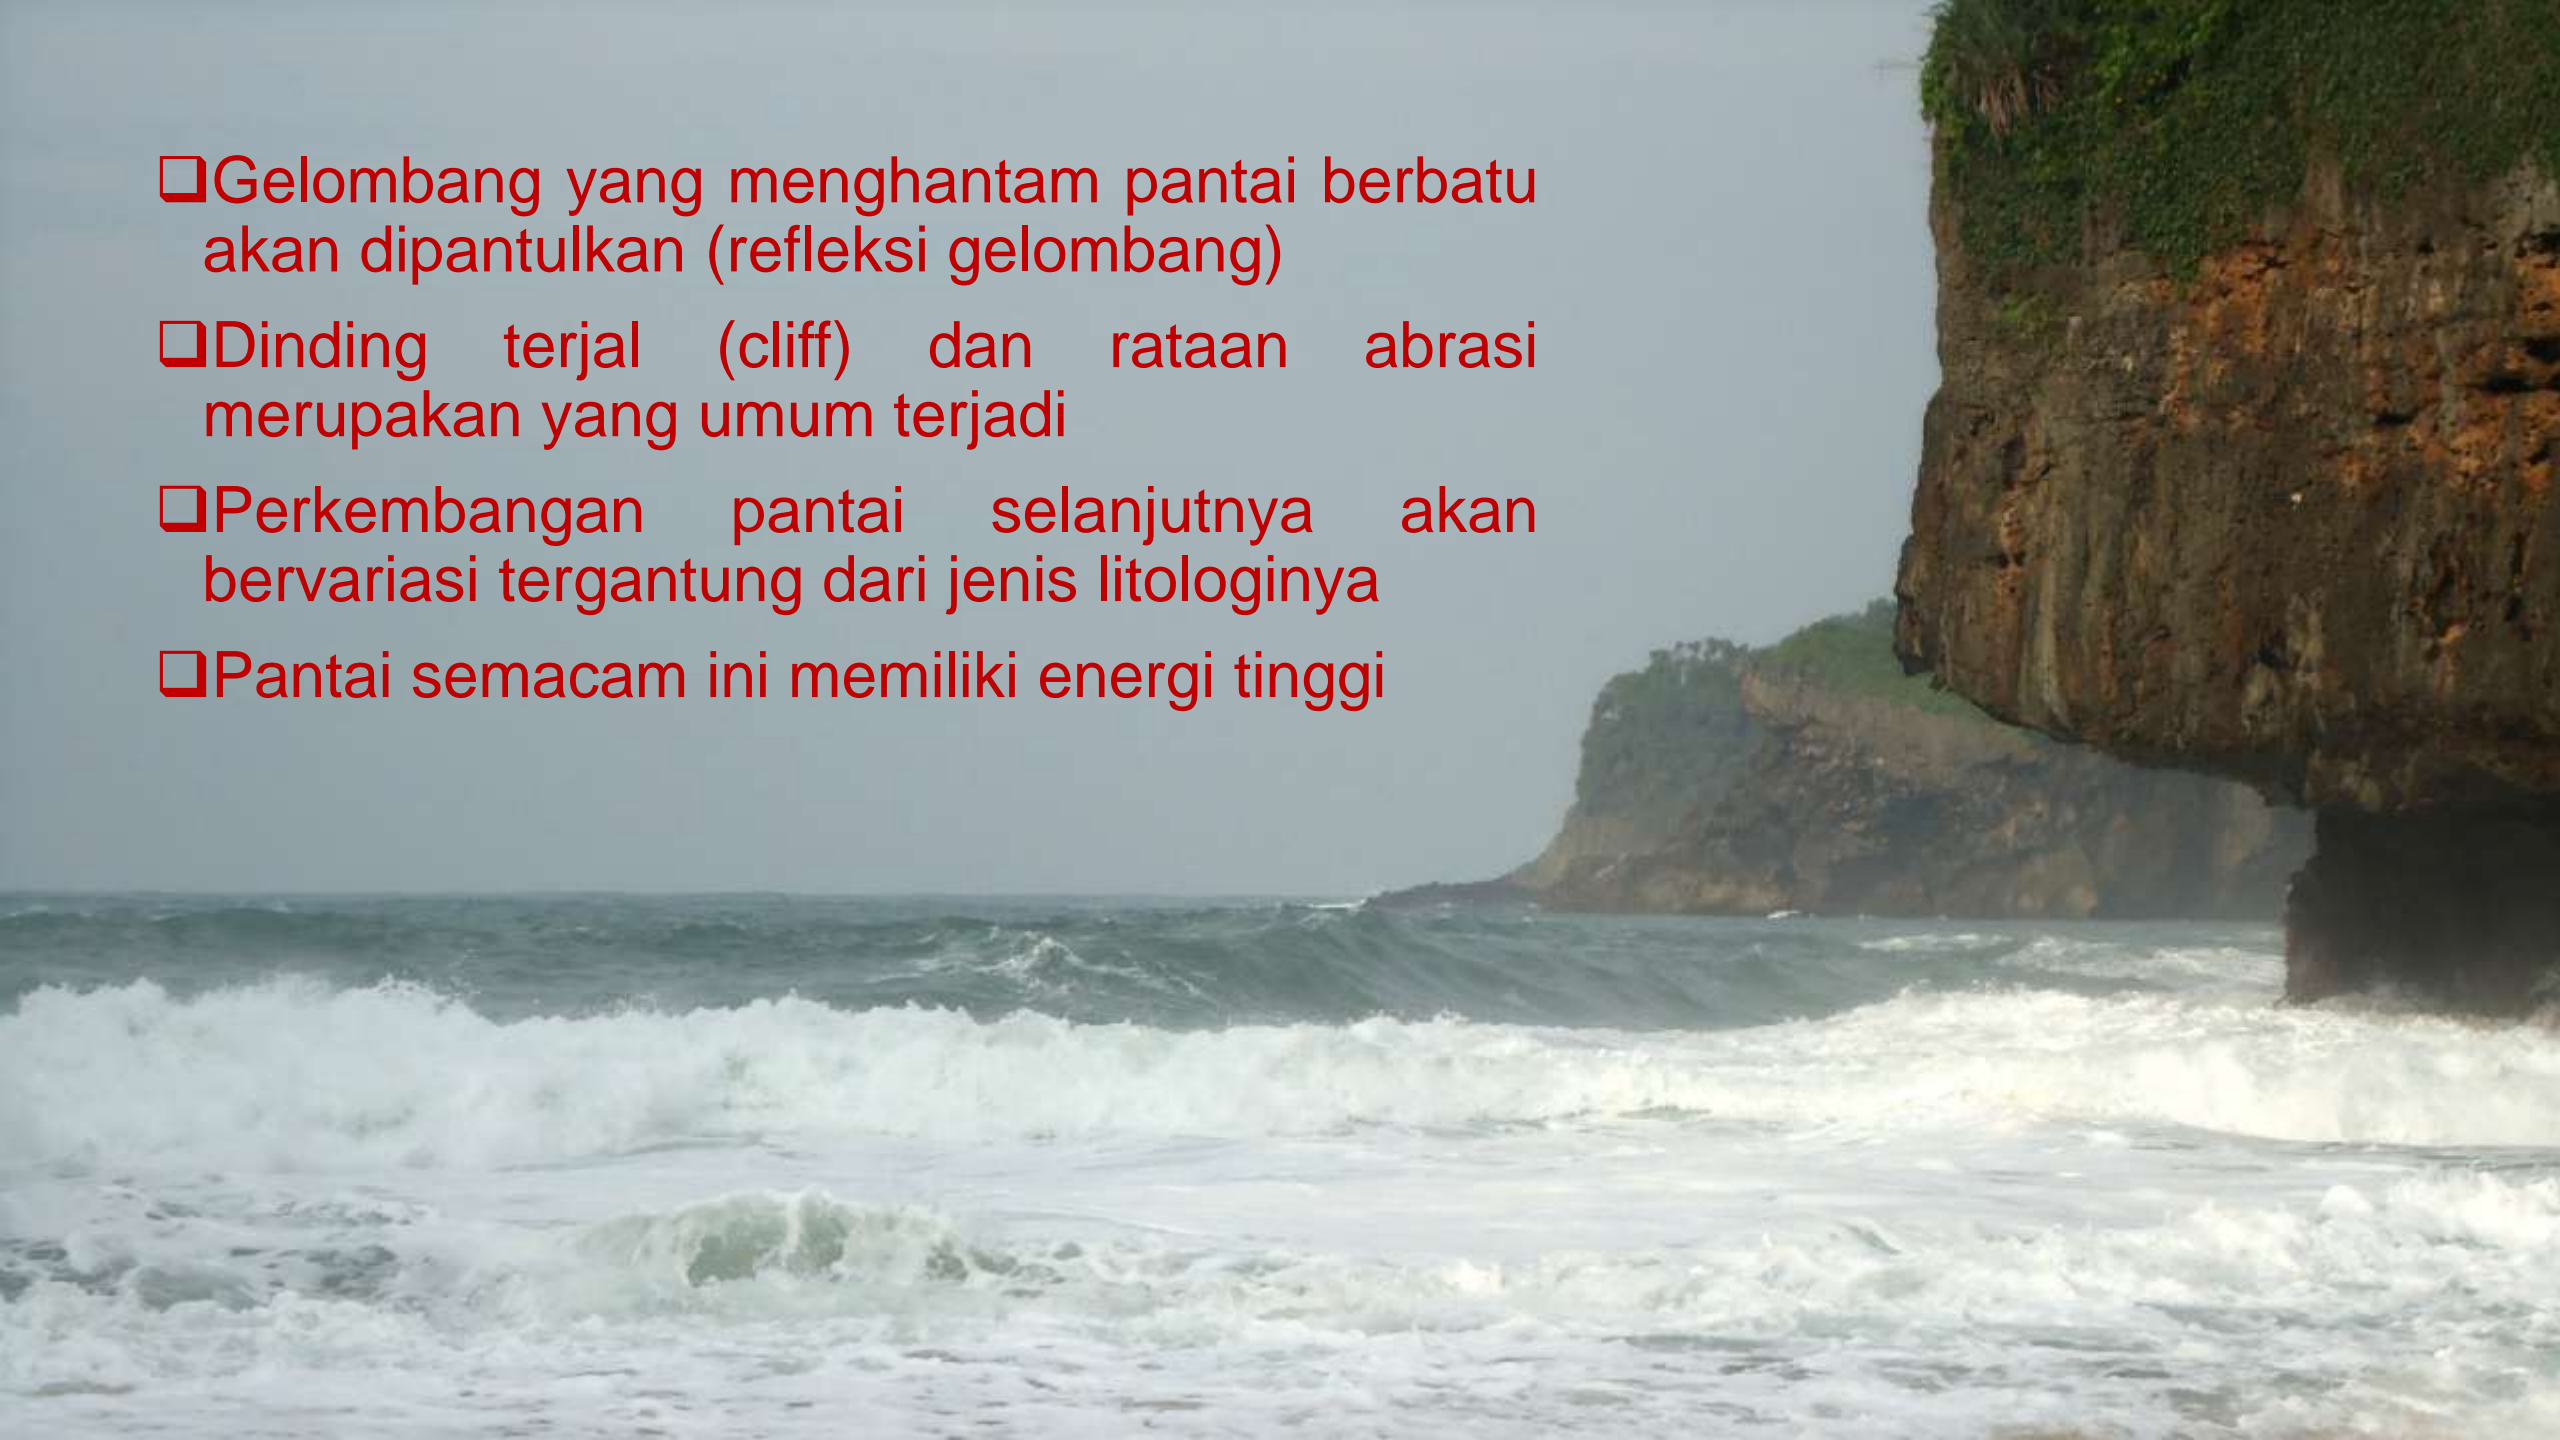 ❑Gelombang yang menghantam pantai berbatu
akan dipantulkan (refleksi gelombang)
❑Dinding terjal (cliff) dan rataan abrasi
merupakan yang umum terjadi
❑Perkembangan pantai selanjutnya akan
bervariasi tergantung dari jenis litologinya
❑Pantai semacam ini memiliki energi tinggi